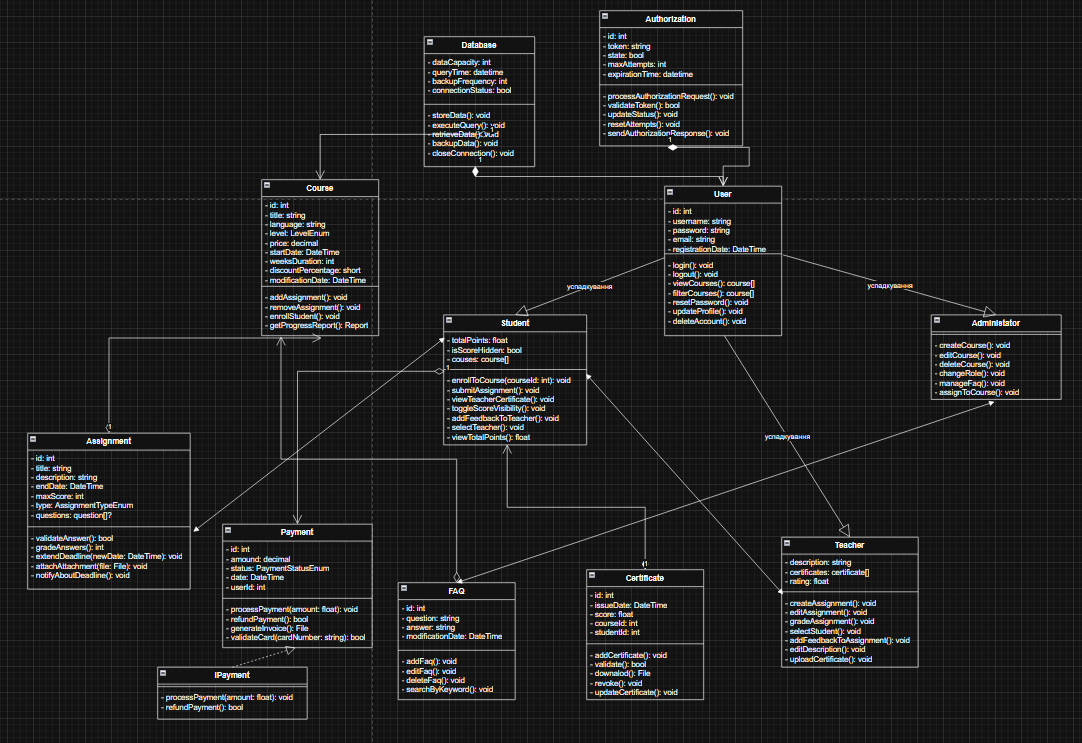 Authorization
- id: int
- token: string
- state: bool
- maxAttempts: int
- expirationTime: datetime
- processAuthorizationRequest(): void
- validateToken(): bool
- updateStatus(): void
- resetAttempts(): void
- sendAuthorizationResponse(): void
1
Database
- dataCapacity: int
- queryTime: datetime
- backupFrequency: int
- connectionStatus: bool
- storeData(): void
- executeQuery(): void
1
- retrieveData(): void
- backupData(): void
- closeConnection(): void
1
Course
- id: int
- title: string
- language: string
- level: LevelEnum
- price: decimal
- startDate: DateTime
- weeksDuration: int
- discountPercentage: short
- modificationDate: DateTime
- addAssignment(): void
- removeAssignment(): void
- enrollStudent(): void
- getProgressReport(): Report
User
- id: int
- username: string
- password: string
- email: string
- registrationDate: DateTime
- login(): void
- logout(): void
- viewCourses(): course[]
- filterCourses(): course[]
- resetPassword(): void
- updateProfile(): void
- deleteAccount(): void
успадкування
успадкування
успадкування
Student
- totalPoints: float
- isScoreHidden: bool
- couses: course[]
1
- enrollToCourse(courseId: int): void
- submitAssignment(): void
- viewTeacherCertificate(): void
- toggleScoreVisibility(): void
- addFeedbackToTeacher(): void
- selectTeacher(): void
- viewTotalPoints(): float
Administator
- createCourse(): void
- editCourse(): void
- deleteCourse(): void
- changeRole(): void
- manageFaq(): void
- assignToCourse(): void
1
Assignment
- id: int
- title: string
- description: string
- endDate: DateTime
- maxScore: int
- type: AssignmentTypeEnum
- questions: question[]?
- validateAnswer(): bool
- gradeAnswers(): int
- extendDeadline(newDate: DateTime): void
- attachAttachment(file: File): void
- notifyAboutDeadline(): void
Payment
- id: int
- amound: decimal
- status: PaymentStatusEnum
- date: DateTime
- userId: int
- processPayment(amount: float): void
- refundPayment(): bool
- generateInvoice(): File
- validateCard(cardNumber: string): bool
IPayment
- processPayment(amount: float): void
- refundPayment(): bool
FAQ
- id: int
- question: string
- answer: string
- modificationDate: DateTime
- addFaq(): void
- editFaq(): void
- deleteFaq(): void
- searchByKeyword(): void
1
Certificate
- id: int
- issueDate: DateTime
- score: float
- courseId: int
- studentId: int
- addCertificate(): void
- validate(): bool
- downalod(): File
- revoke(): void
- updateCertificate(): void
Teacher
- description: string
- certificates: certificate[]
- rating: float
- createAssignment(): void
- editAssignment(): void
- gradeAssignment(): void
- selectStudent(): void
- addFeedbackToAssignment(): void
- editDescription(): void
- uploadCertificate(): void